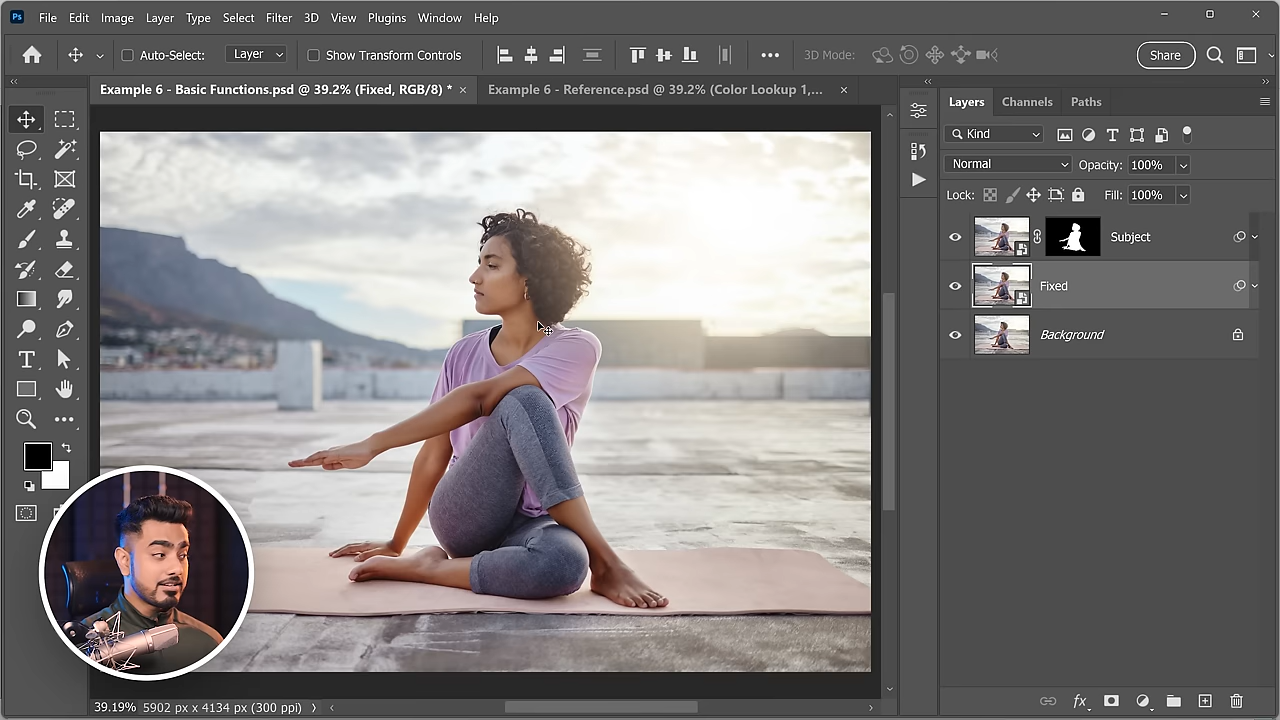 Ps File Edit Image Layer Type Select Filter 3D View Plugins Window Help
Auto-Select: Layer Show Transform Controls 3D Mode: Share
Example 6 - Basic Functions.psd @ 39.2% (Fixed, RGB/8) * Example 6 - Reference.psd @ 39.2% (Color Lookup 1,...
Layers Channels Paths
Kind
Normal Opacity: 100%
Lock: Fill: 100%
Subject
Fixed
Background
39.19% 5902 px x 4134 px (300 ppi)
fx